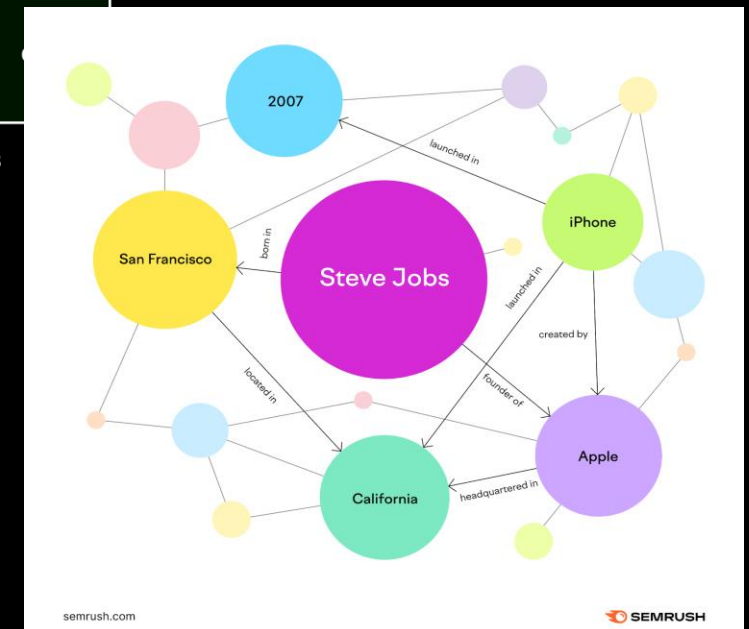 2007
launched in
iPhone
San Francisco
born in
Steve Jobs
launched in
created by
located in
founder of
Apple
California
headquartered in
semrush.com
SEMRUSH